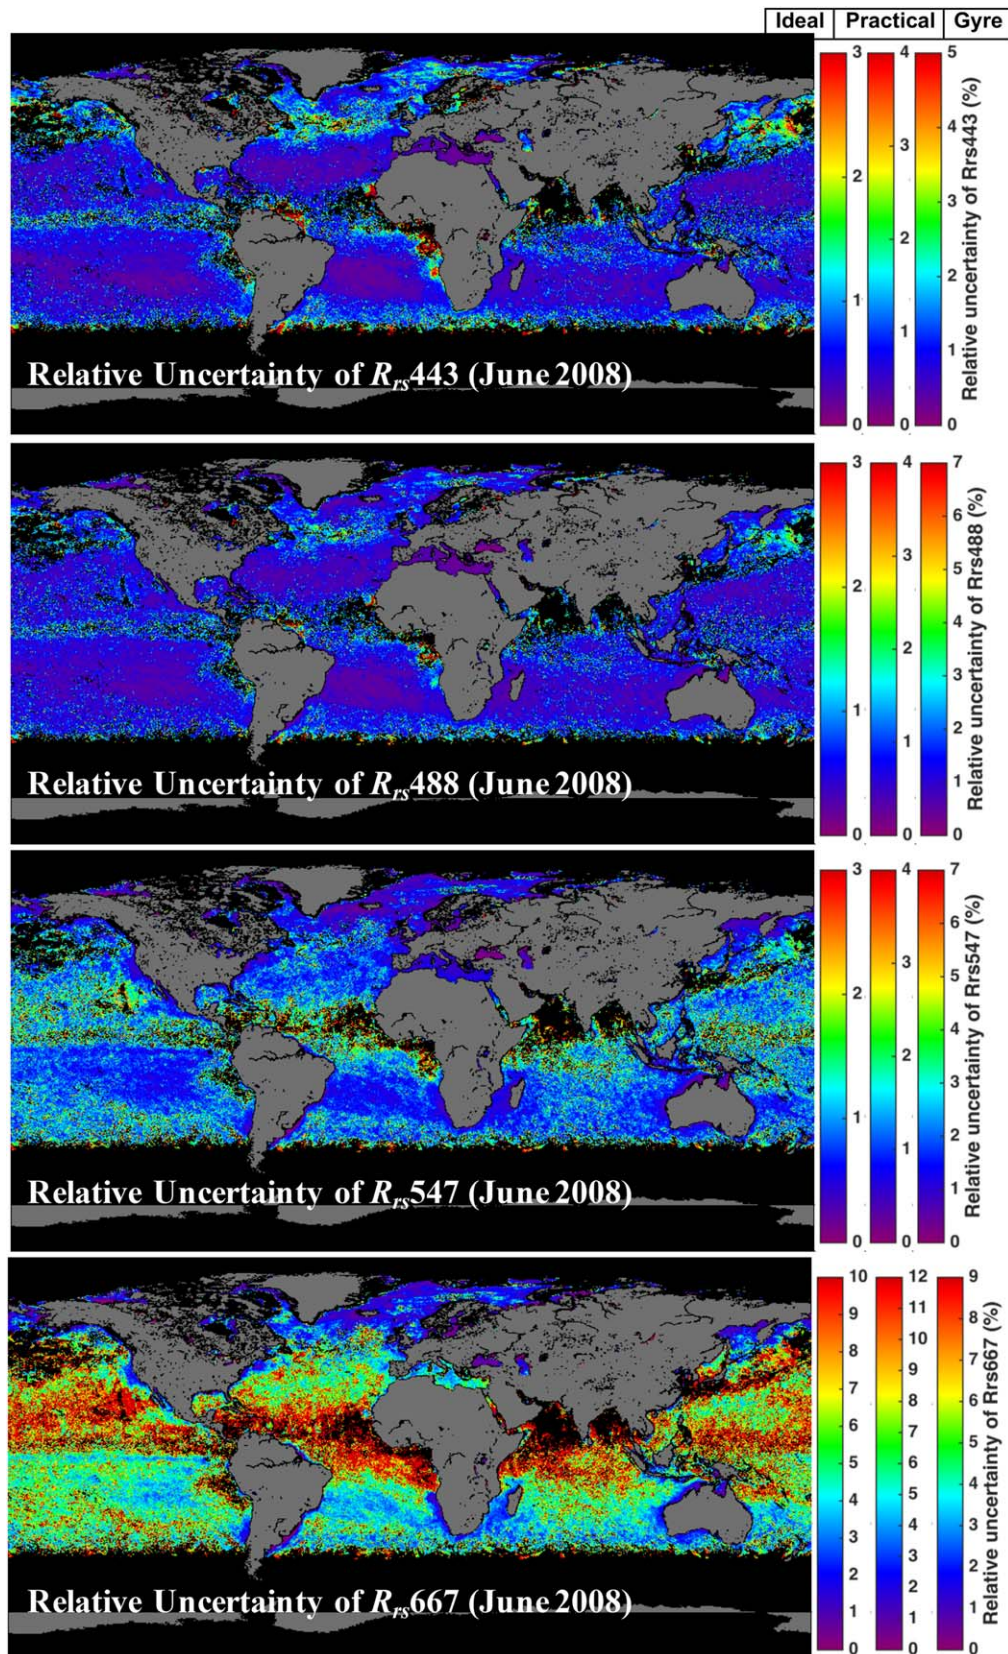 Ideal Practical Gyre
3 4 5
4
3
2 3
2
2
1
1 1
0 0 0
Relative uncertainty of Rrs443 (%)
Relative Uncertainty of Rrs443 (June 2008)
3 4 7
6
3 5
2
4
2
3
1
1 2
1
0 0 0
Relative uncertainty of Rrs488 (%)
Relative Uncertainty of Rrs488 (June 2008)
3 4 7
6
3 5
2
4
2
3
1
1 2
1
0 0 0
Relative uncertainty of Rrs547 (%)
Relative Uncertainty of Rrs547 (June 2008)
10 12 9
9 11 8
8 10
9 7
7
8 6
6 7
5
5 6
4
4 5
3
3 4
3 2
2
2
1 1 1
0 0 0
Relative uncertainty of Rrs667 (%)
Relative Uncertainty of Rrs667 (June 2008)